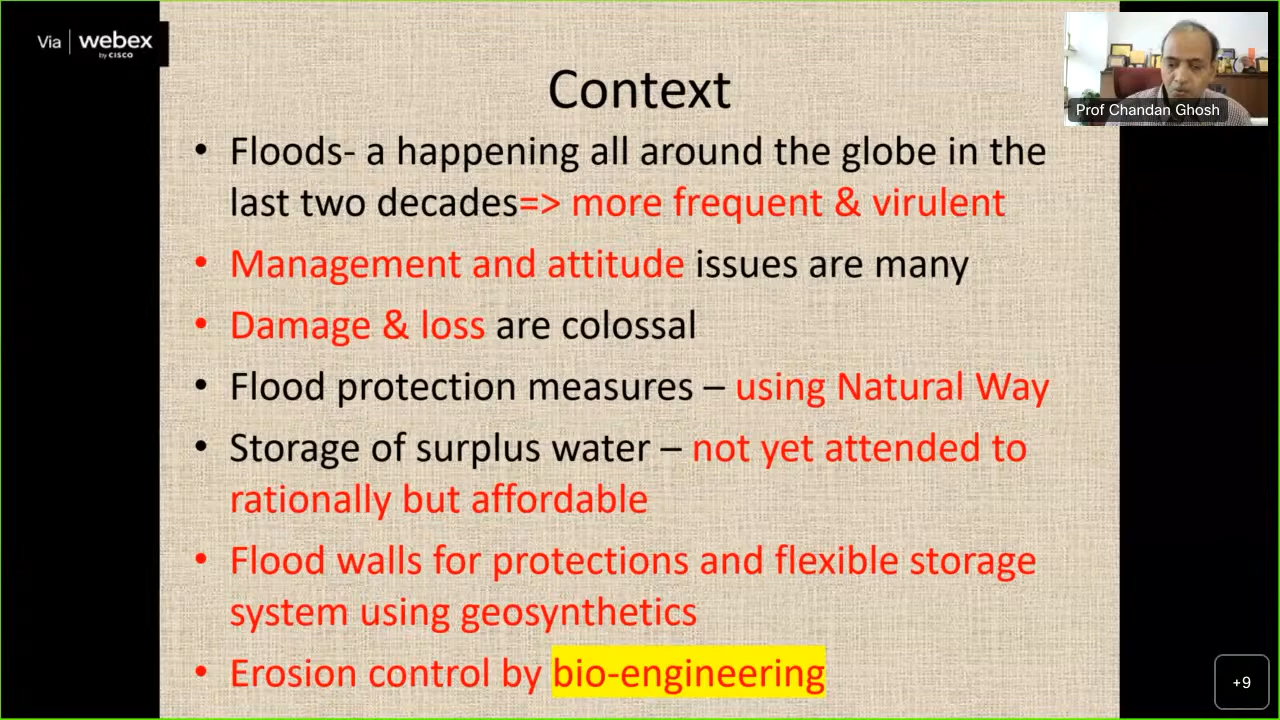 Via | webex
by CISCO
Prof Chandan Ghosh
Context
• Floods- a happening all around the globe in the
last two decades=> more frequent & virulent
• Management and attitude issues are many
• Damage & loss are colossal
• Flood protection measures – using Natural Way
• Storage of surplus water – not yet attended to
rationally but affordable
• Flood walls for protections and flexible storage
system using geosynthetics
• Erosion control by bio-engineering
+9